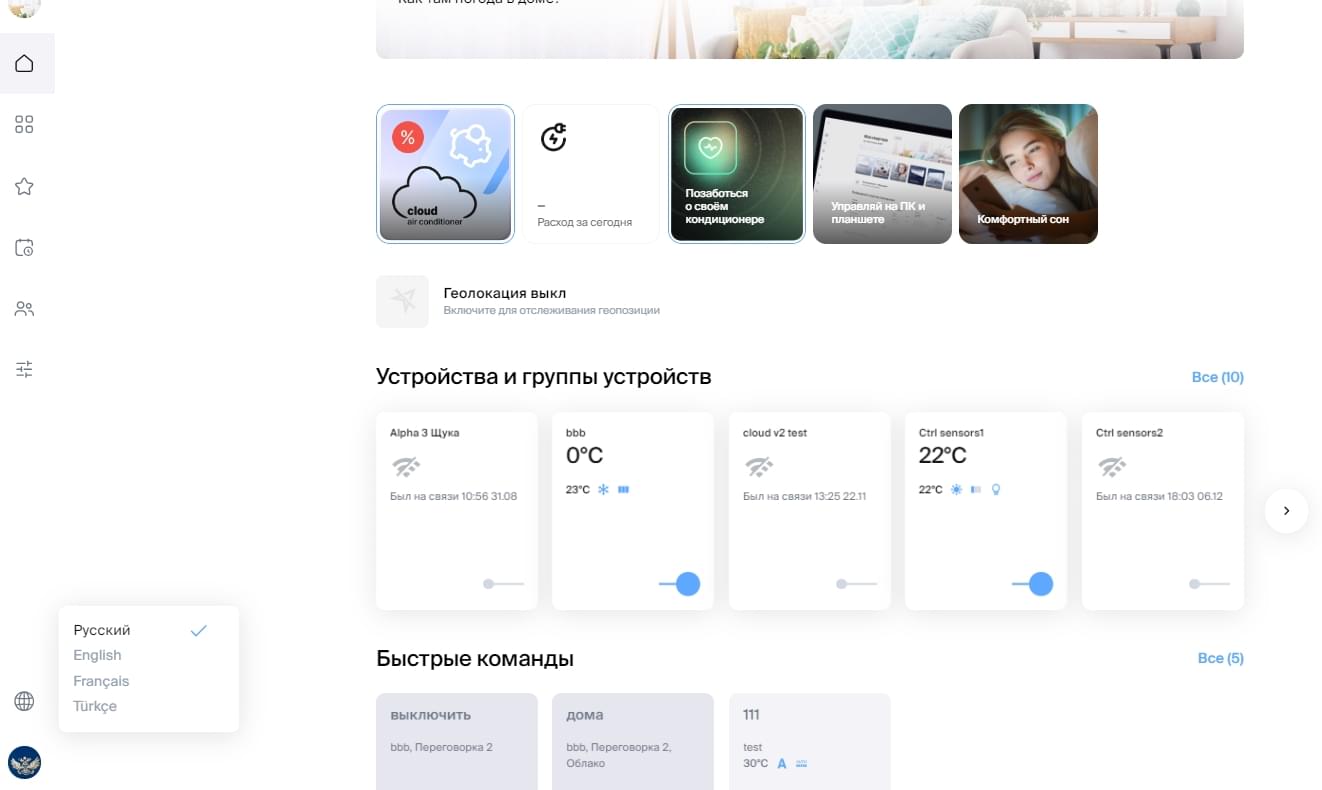 Как там погода в доме?
%
cloud
air conditioner
–
Расход за сегодня
Позаботься
о своём
кондиционере
Управляй на ПК и
планшете
Комфортный сон
Геолокация выкл
Включите для отслеживания геопозиции
Устройства и группы устройств
Все (10)
Alpha 3 Щука
Был на связи 10:56 31.08
bbb
0°C
23°C
cloud v2 test
Был на связи 13:25 22.11
Ctrl sensors1
22°C
22°C
Ctrl sensors2
Был на связи 18:03 06.12
Русский
English
Français
Türkçe
Быстрые команды
Все (5)
выключить
bbb, Переговорка 2
дома
bbb, Переговорка 2,
Облако
111
test
30°C A